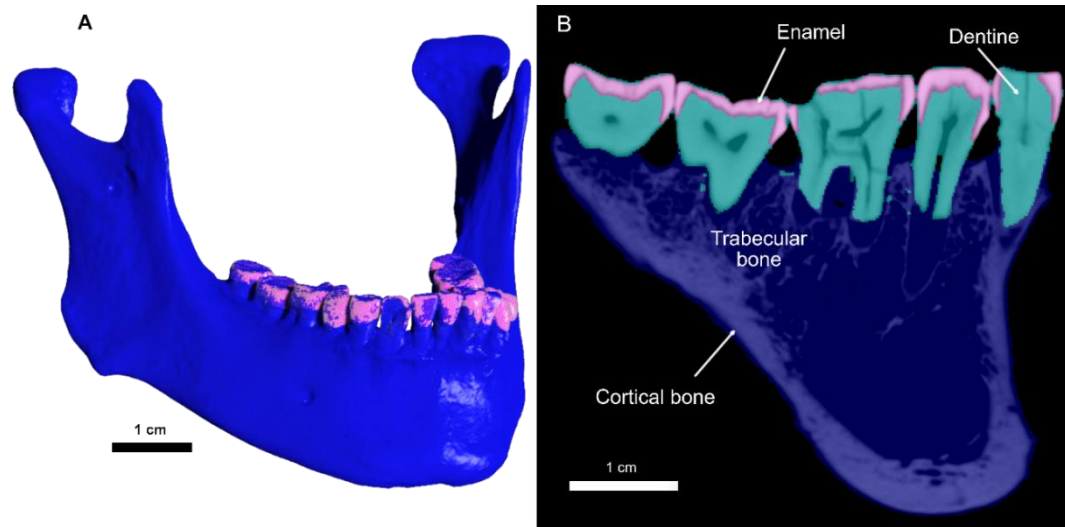 A
1 cm
B
Enamel
Dentine
Trabecular
bone
Cortical bone
1 cm